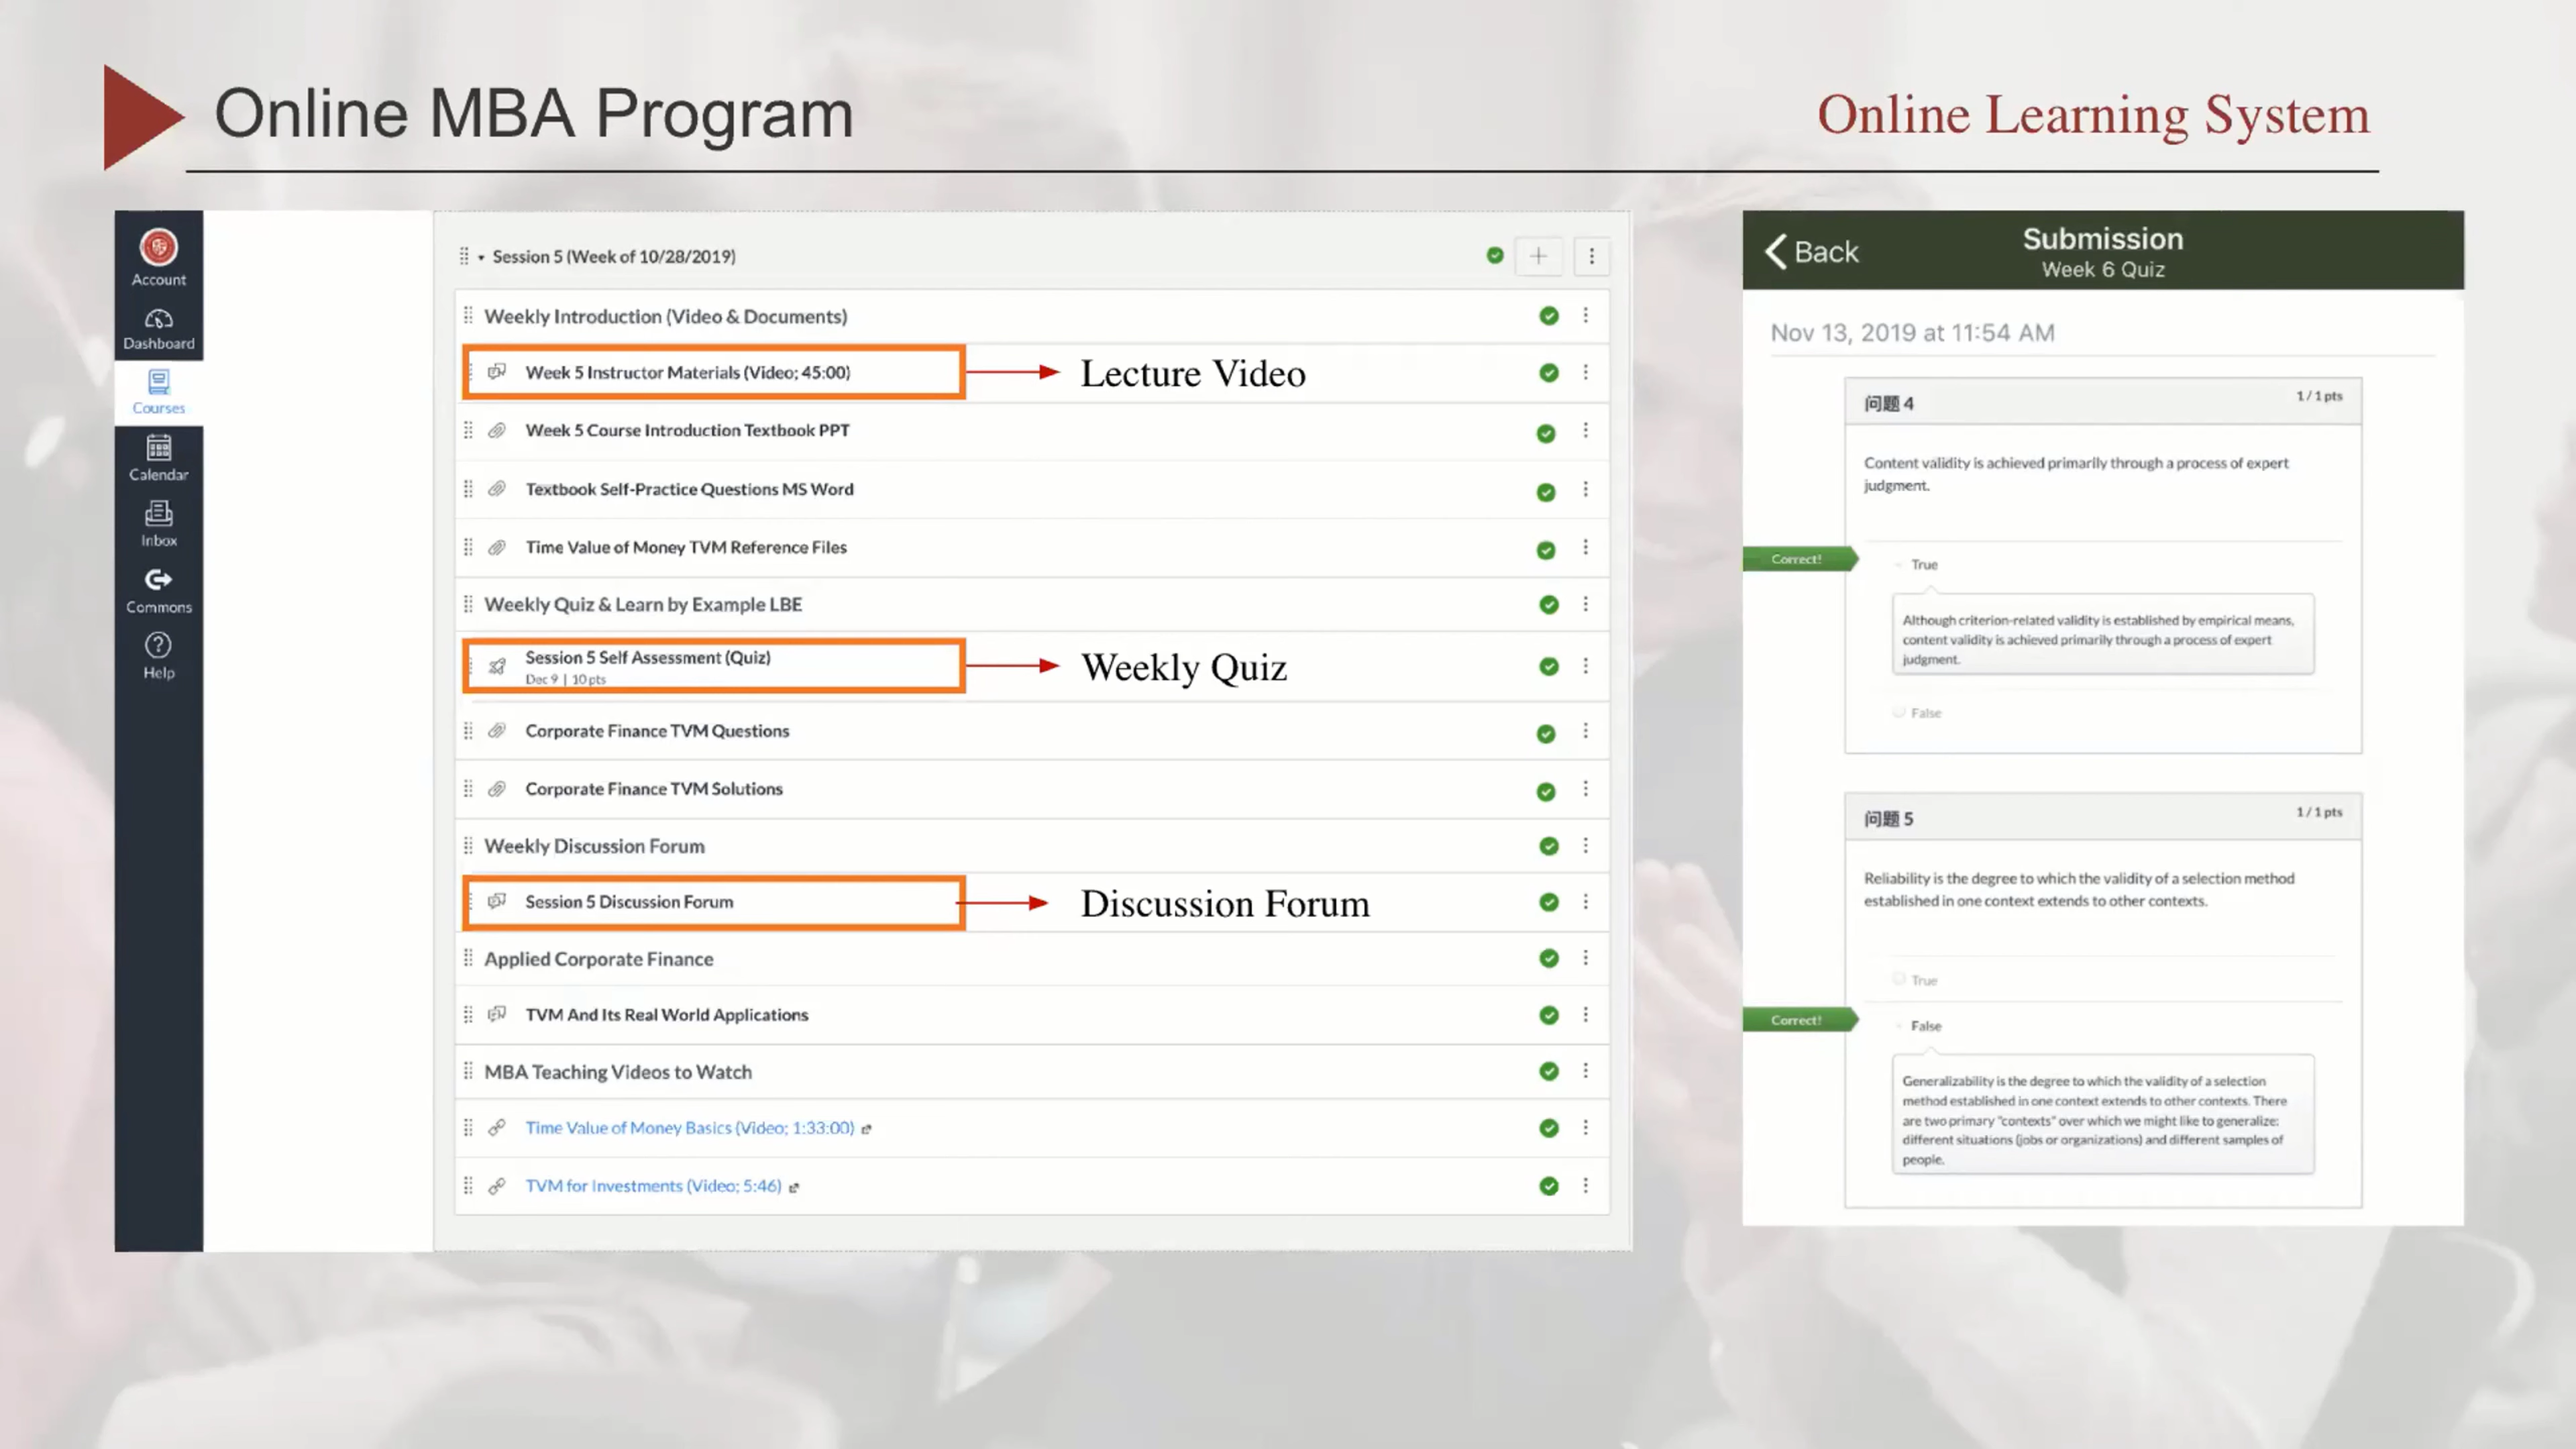 Online MBA Program
Online Learning System
Account
Dashboard
Courses
Calendar
Inbox
Commons
Help
Session 5 (Week of 10/28/2019)
Weekly Introduction (Video & Documents)
Week 5 Instructor Materials (Video; 45:00)
Lecture Video
Week 5 Course Introduction Textbook PPT
Textbook Self-Practice Questions MS Word
Time Value of Money TVM Reference Files
Weekly Quiz & Learn by Example LBE
Session 5 Self Assessment (Quiz)
Dec 9 | 10 pts
Weekly Quiz
Corporate Finance TVM Questions
Corporate Finance TVM Solutions
Weekly Discussion Forum
Session 5 Discussion Forum
Discussion Forum
Applied Corporate Finance
TVM And Its Real World Applications
MBA Teaching Videos to Watch
Time Value of Money Basics (Video; 1:33:00)
TVM for Investments (Video; 5:46)
Back
Submission
Week 6 Quiz
Nov 13, 2019 at 11:54 AM
问题 4
1 / 1 pts
Content validity is achieved primarily through a process of expert
judgment.
Correct!
True
Although criterion-related validity is established by empirical means,
content validity is achieved primarily through a process of expert
judgment.
False
问题 5
1 / 1 pts
Reliability is the degree to which the validity of a selection method
established in one context extends to other contexts.
True
Correct!
False
Generalizability is the degree to which the validity of a selection
method established in one context extends to other contexts. There
are two primary "contexts" over which we might like to generalize:
different situations (jobs or organizations) and different samples of
people.